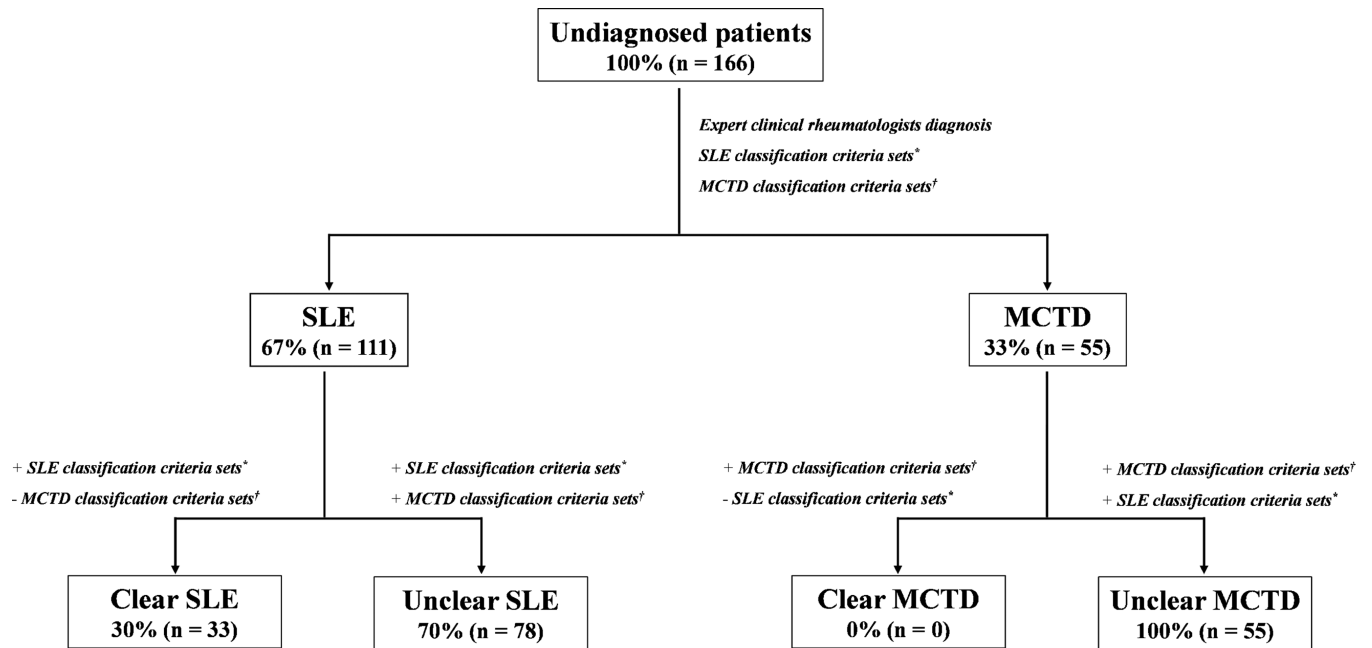 Undiagnosed patients
100% (n = 166)
Expert clinical rheumatologists diagnosis
SLE classification criteria sets*
MCTD classification criteria sets†
SLE
67% (n = 111)
MCTD
33% (n = 55)
+ SLE classification criteria sets*
- MCTD classification criteria sets†
+ SLE classification criteria sets*
+ MCTD classification criteria sets†
+ MCTD classification criteria sets†
- SLE classification criteria sets*
+ MCTD classification criteria sets†
+ SLE classification criteria sets*
Clear SLE
30% (n = 33)
Unclear SLE
70% (n = 78)
Clear MCTD
0% (n = 0)
Unclear MCTD
100% (n = 55)